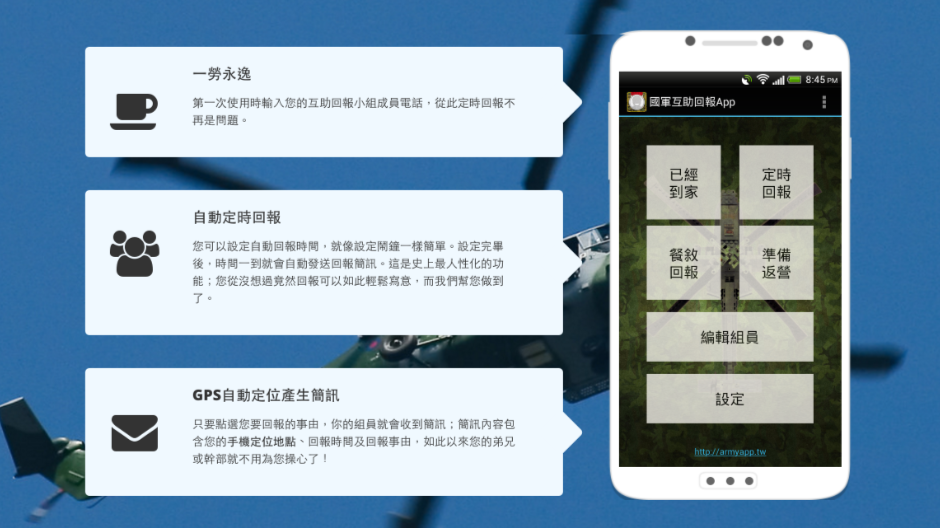 一勞永逸
第一次使用時輸入您的互助回報小組成員電話，從此定時回報不
再是問題。
自動定時回報
您可以設定自動回報時間，就像設定鬧鐘一樣簡單。設定完畢
後，時間一到就會自動發送回報簡訊。這是史上最人性化的功
能；您從沒想過竟然回報可以如此輕鬆寫意，而我們幫您做到
了。
GPS自動定位產生簡訊
只要點選您要回報的事由，你的組員就會收到簡訊；簡訊內容包
含您的手機定位地點、回報時間及回報事由，如此以來您的弟兄
或幹部就不用為您操心了！
8:45 PM
國軍互助回報App
已經
到家
定時
回報
餐敘
回報
準備
返營
編輯組員
設定
http://armyapp.tw